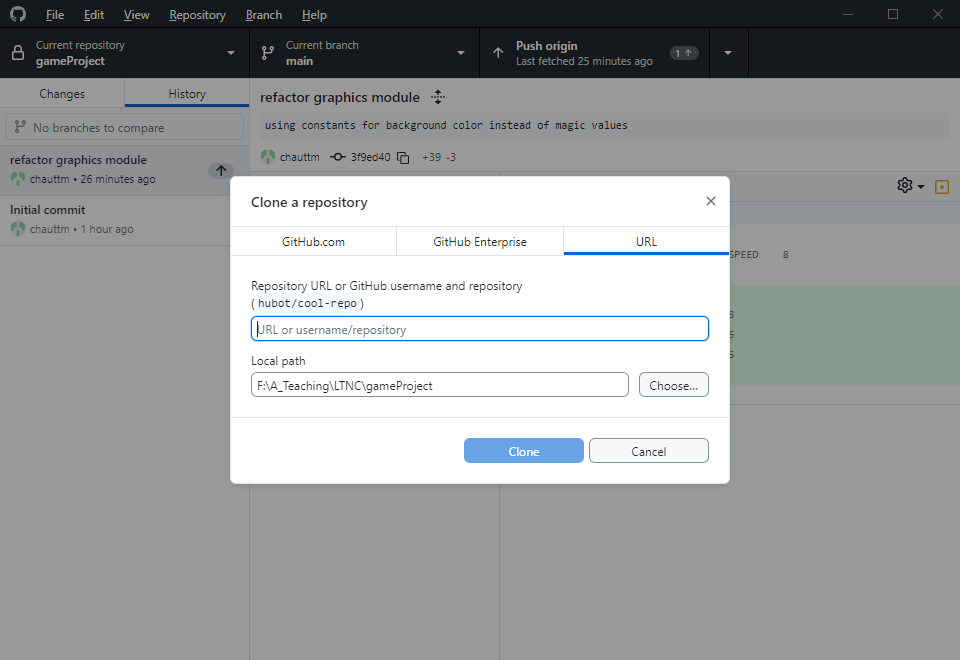 File Edit View Repository Branch Help
Current repository
gameProject
Current branch
main
Push origin
Last fetched 25 minutes ago
1
Changes
History
No branches to compare
refactor graphics module
chauttm • 26 minutes ago
Initial commit
chauttm • 1 hour ago
refactor graphics module
using constants for background color instead of magic values
chauttm 3f9ed40 +39 -3
SPEED 8
Clone a repository
GitHub.com
GitHub Enterprise
URL
Repository URL or GitHub username and repository
(hubot/cool-repo)
URL or username/repository
Local path
F:\A_Teaching\LTNC\gameProject
Choose...
Clone
Cancel